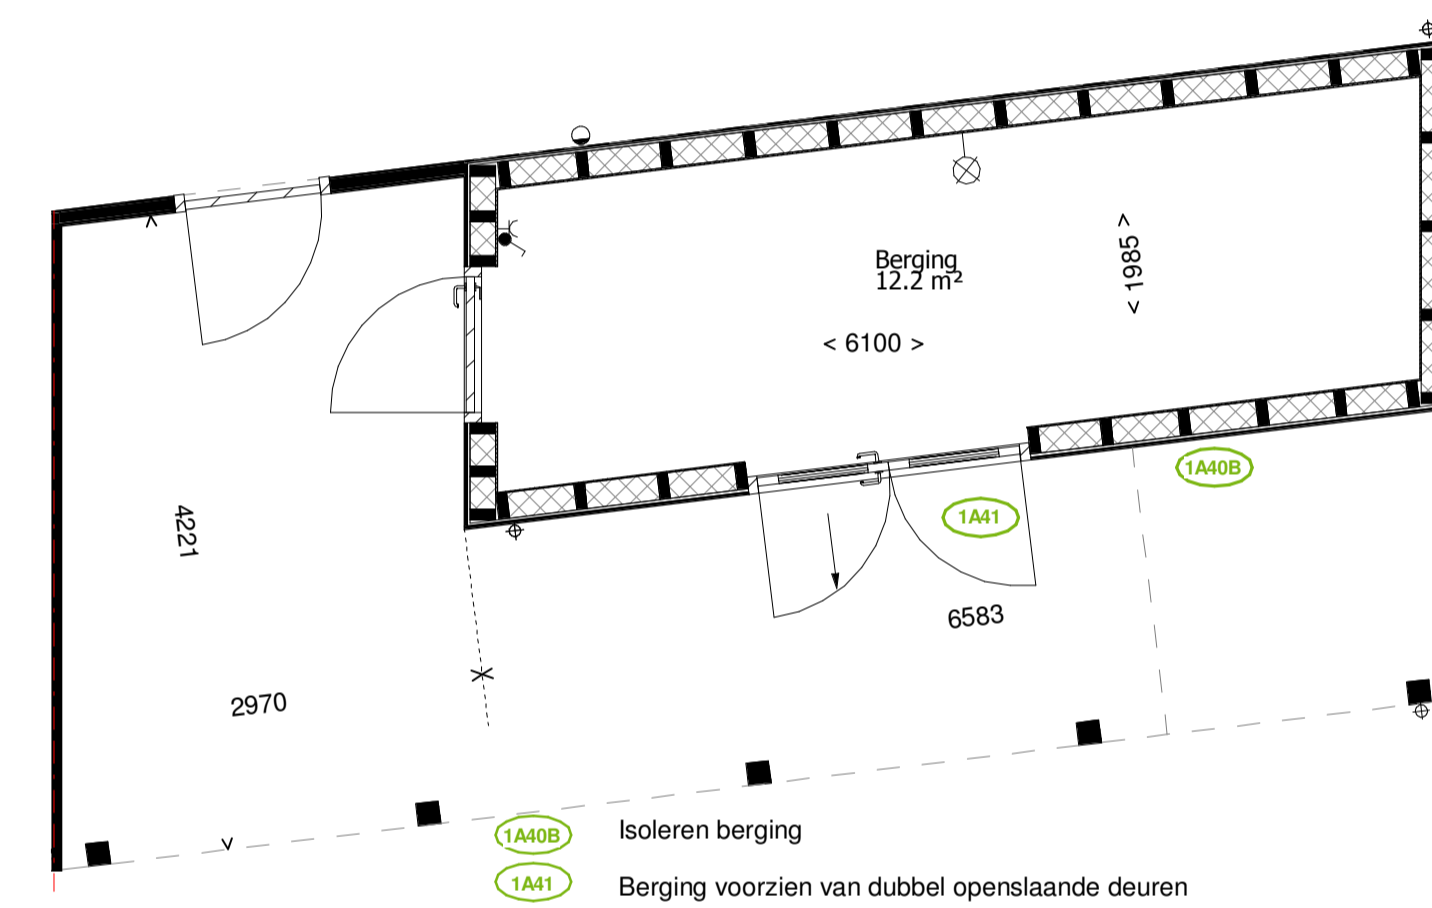 Berging
12.2 m²
< 1985 >
< 6100 >
1A40B
1A41
4221
6583
2970
1A40B Isoleren berging
1A41 Berging voorzien van dubbel openslaande deuren